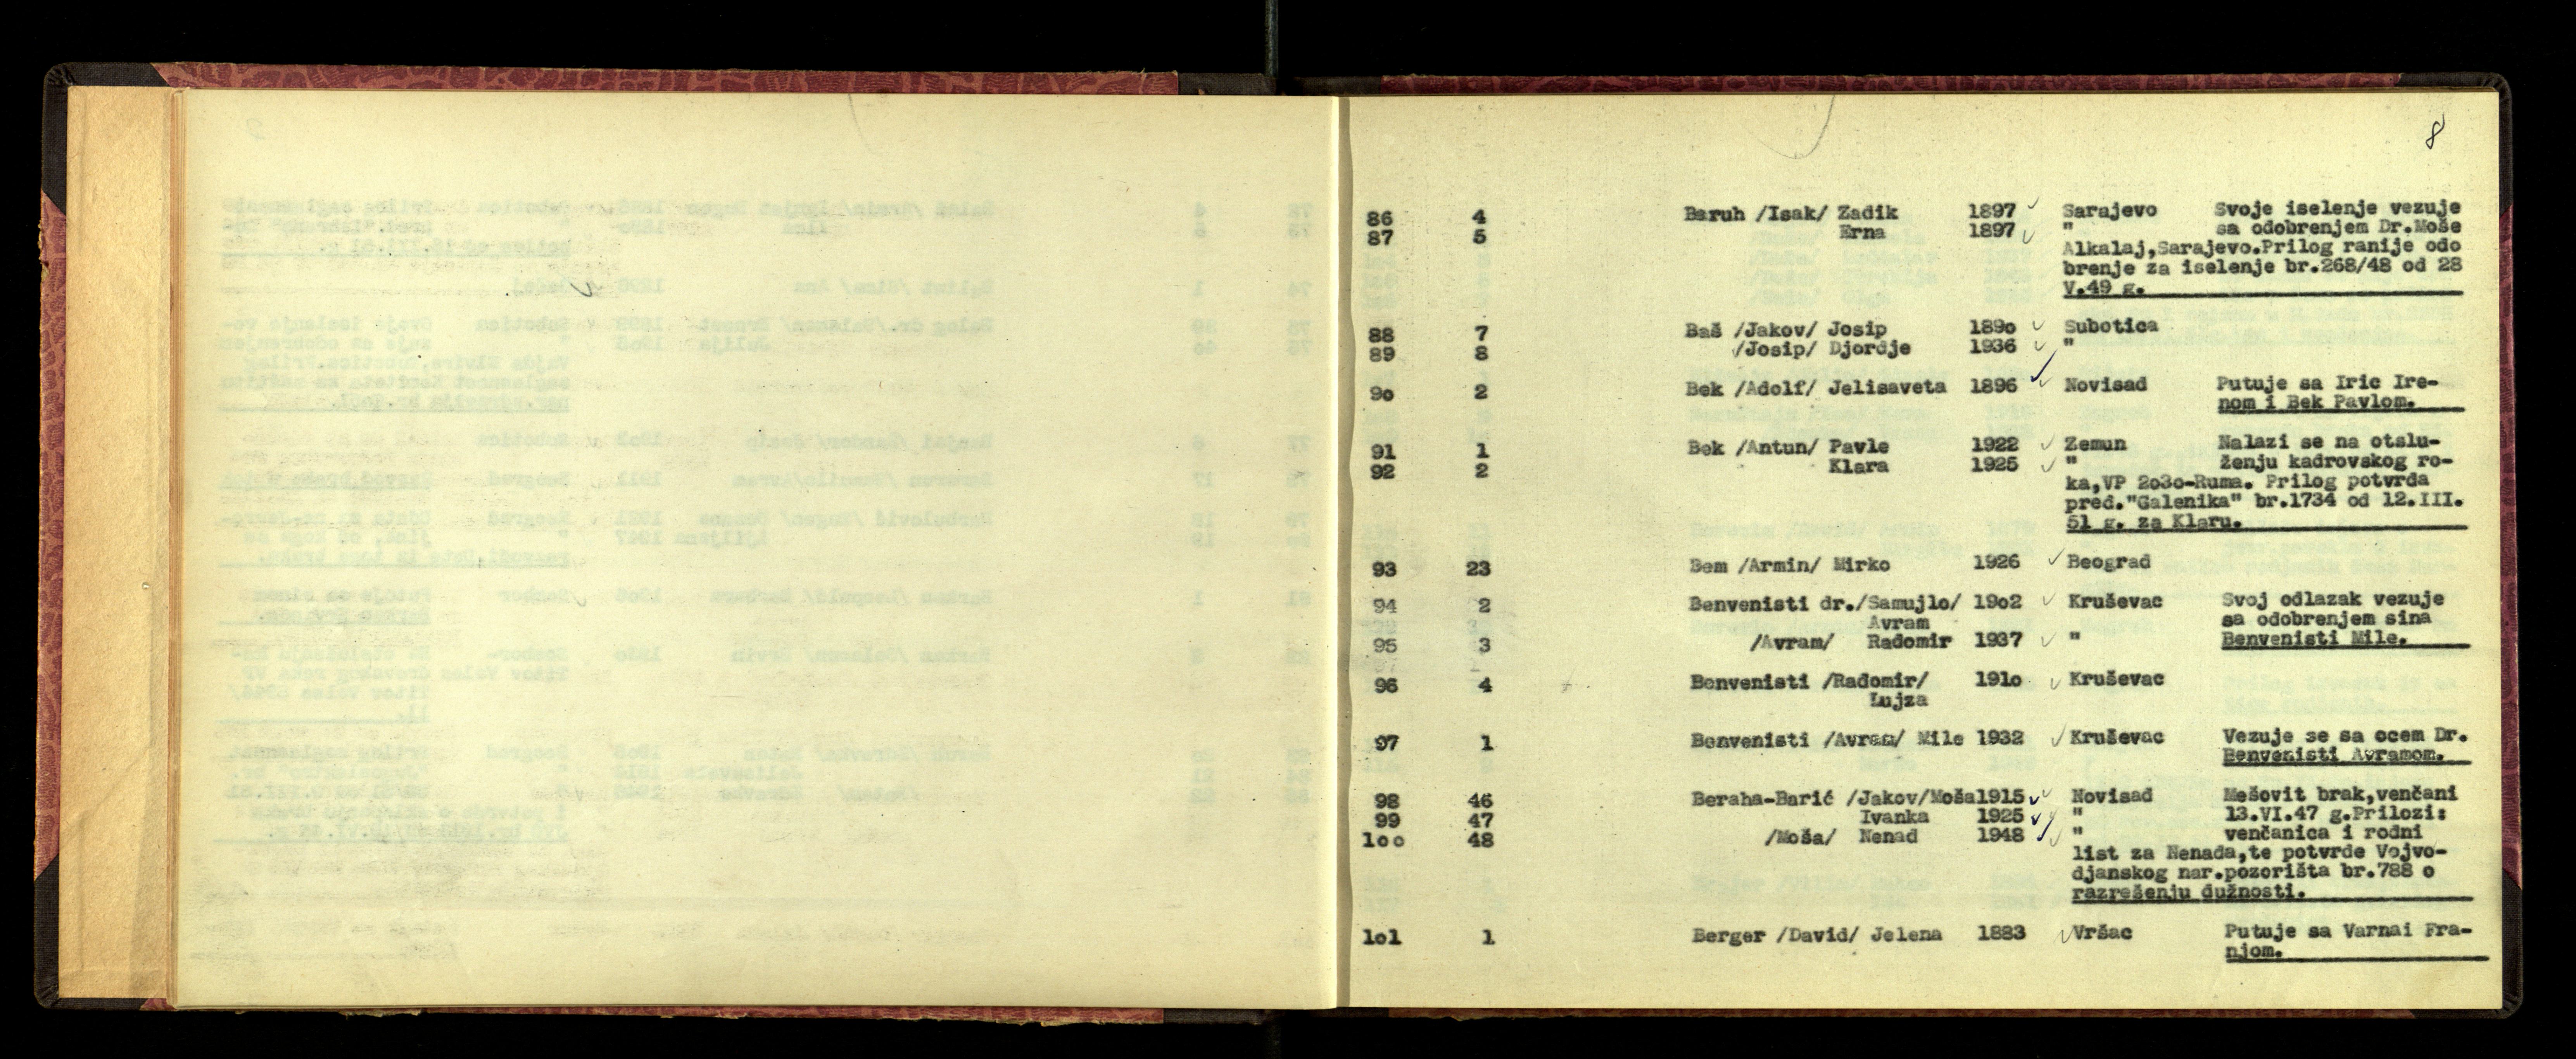 8
86 4 Baruh /Isak/ Zadik 1897 Sarajevo Svoje iselenje vezuje
87 5 Erna 1897 " sa odobrenjem Dr.Moše
Alkalaj,Sarajevo.Prilog ranije odo
brenje za iselenje br.268/48 od 28
V.49 g.
88 7 Baš /Jakov/ Josip 189o Subotica
89 8 /Josip/ Djordje 1936 "
9o 2 Bek /Adolf/ Jelisaveta 1896 Novisad Putuje sa Iric Ire-
nom i Bek Pavlom.
91 1 Bek /Antun/ Pavle 1922 Zemun Nalazi se na otslu-
92 2 Klara 1925 " ženju kadrovskog ro-
ka,VP 2o3o-Ruma. Prilog potvrda
pred."Galenika" br.1734 od 12.III.
51 g. za Klaru.
93 23 Bem /Armin/ Mirko 1926 Beograd
94 2 Benvenisti dr./Samujlo/ 19o2 Kruševac Svoj odlazak vezuje
Avram sa odobrenjem sina
95 3 /Avram/ Radomir 1937 " Benvenisti Mile.
96 4 Benvenisti /Radomir/ 191o Kruševac
Lujza
97 1 Benvenisti /Avram/ Mile 1932 Kruševac Vezuje se sa ocem Dr.
Benvenisti Avramom.
98 46 Beraha-Barić /Jakov/Moša1915 Novisad Mešovit brak,venčani
99 47 Ivanka 1925 " 13.VI.47 g.Prilozi:
1oo 48 /Moša/ Nenad 1948 " venčanica i rodni
list za Nenada,te potvrde Vojvo-
djanskog nar.pozorišta br.788 o
razrešenju dužnosti.
1o1 1 Berger /David/ Jelena 1883 Vršac Putuje sa Varnai Fra-
njom.